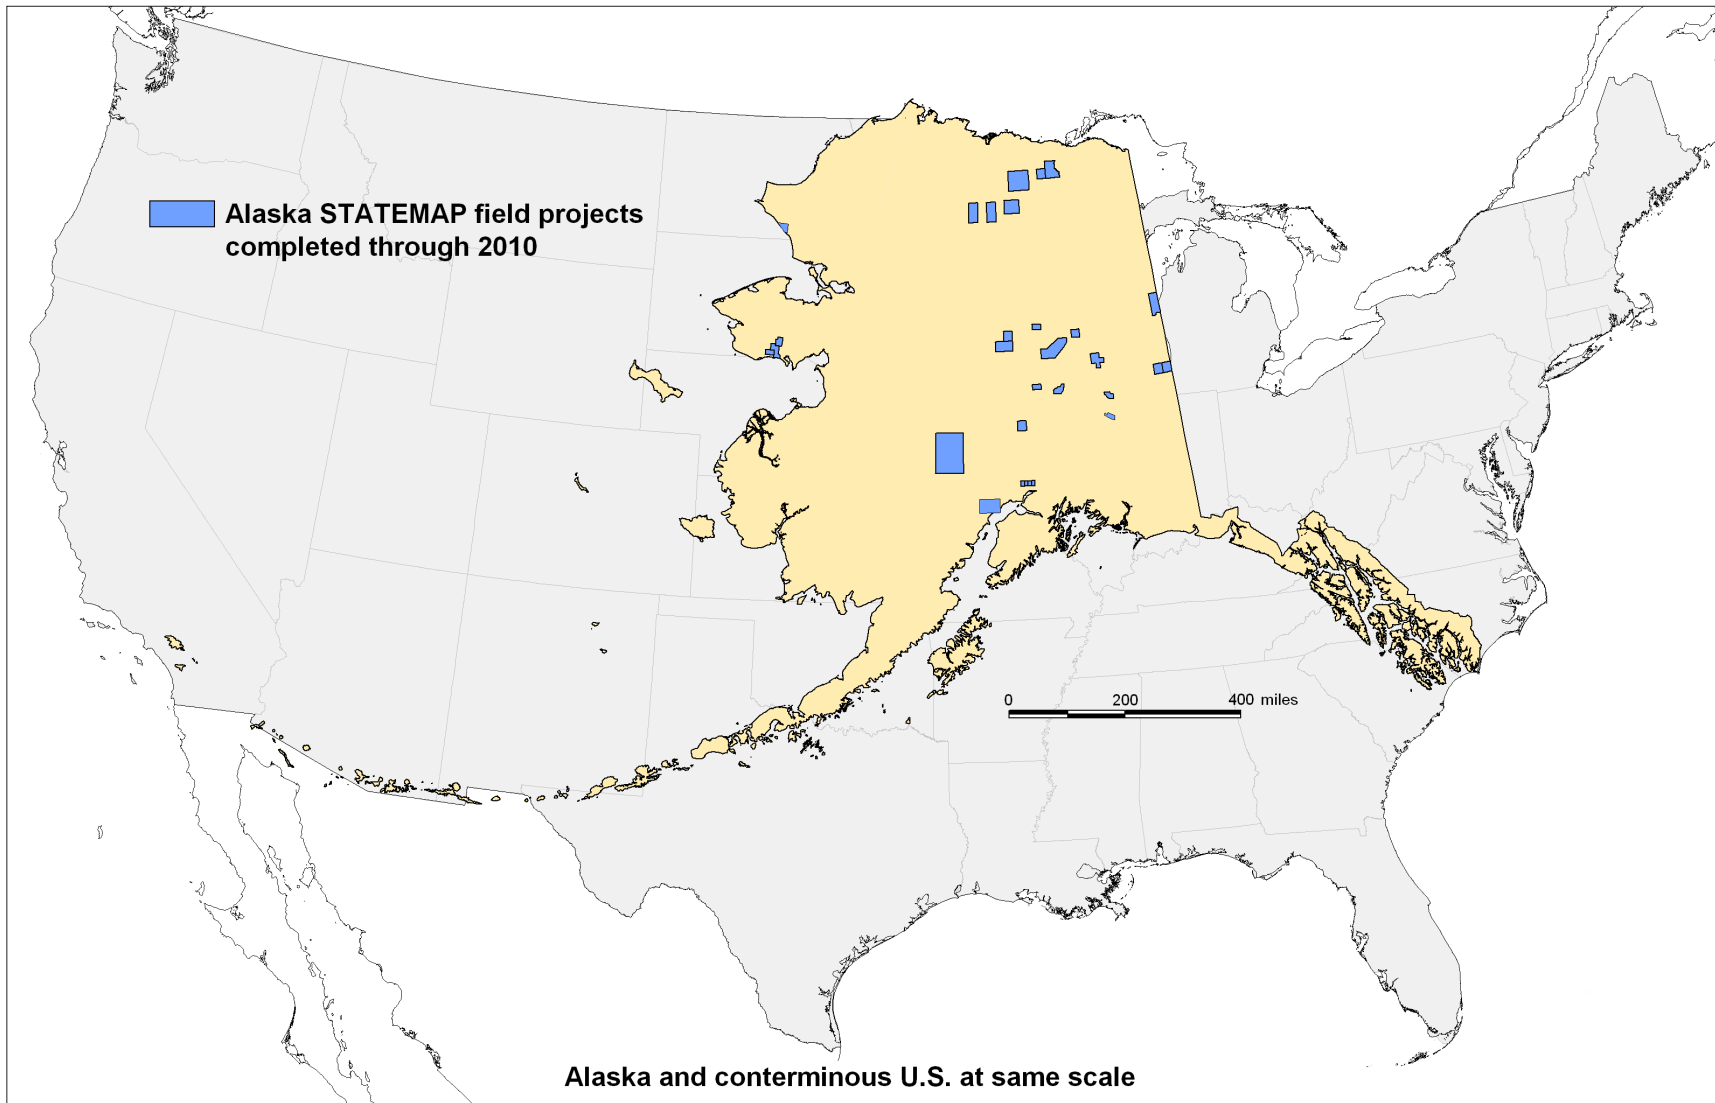 Alaska STATEMAP field projects
completed through 2010
0 200 400 miles
Alaska and conterminous U.S. at same scale